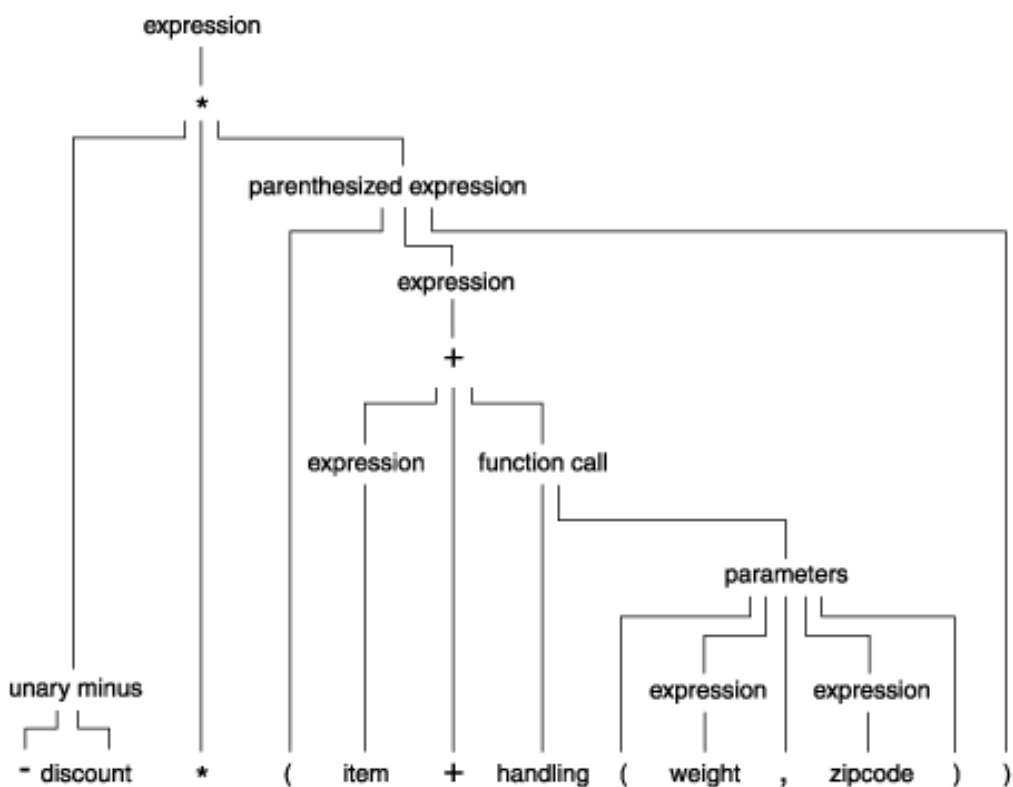 expression
*
parenthesized expression
expression
+
expression function call
parameters
unary minus expression expression
- discount * ( item + handling ( weight , zipcode ) )